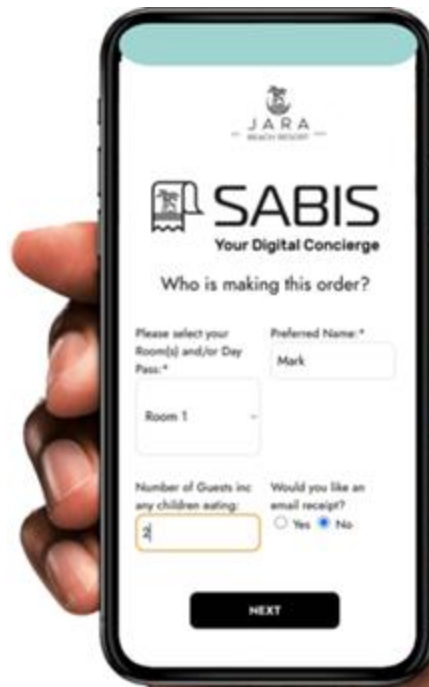 JARA
BEACH RESORT
SABIS
Your Digital Concierge
Who is making this order?
Please select your
Room(s) and/or Day
Pass:*
Room 1
Preferred Name:*
Mark
Number of Guests inc
any children eating:
Would you like an
email receipt?
Yes No
NEXT